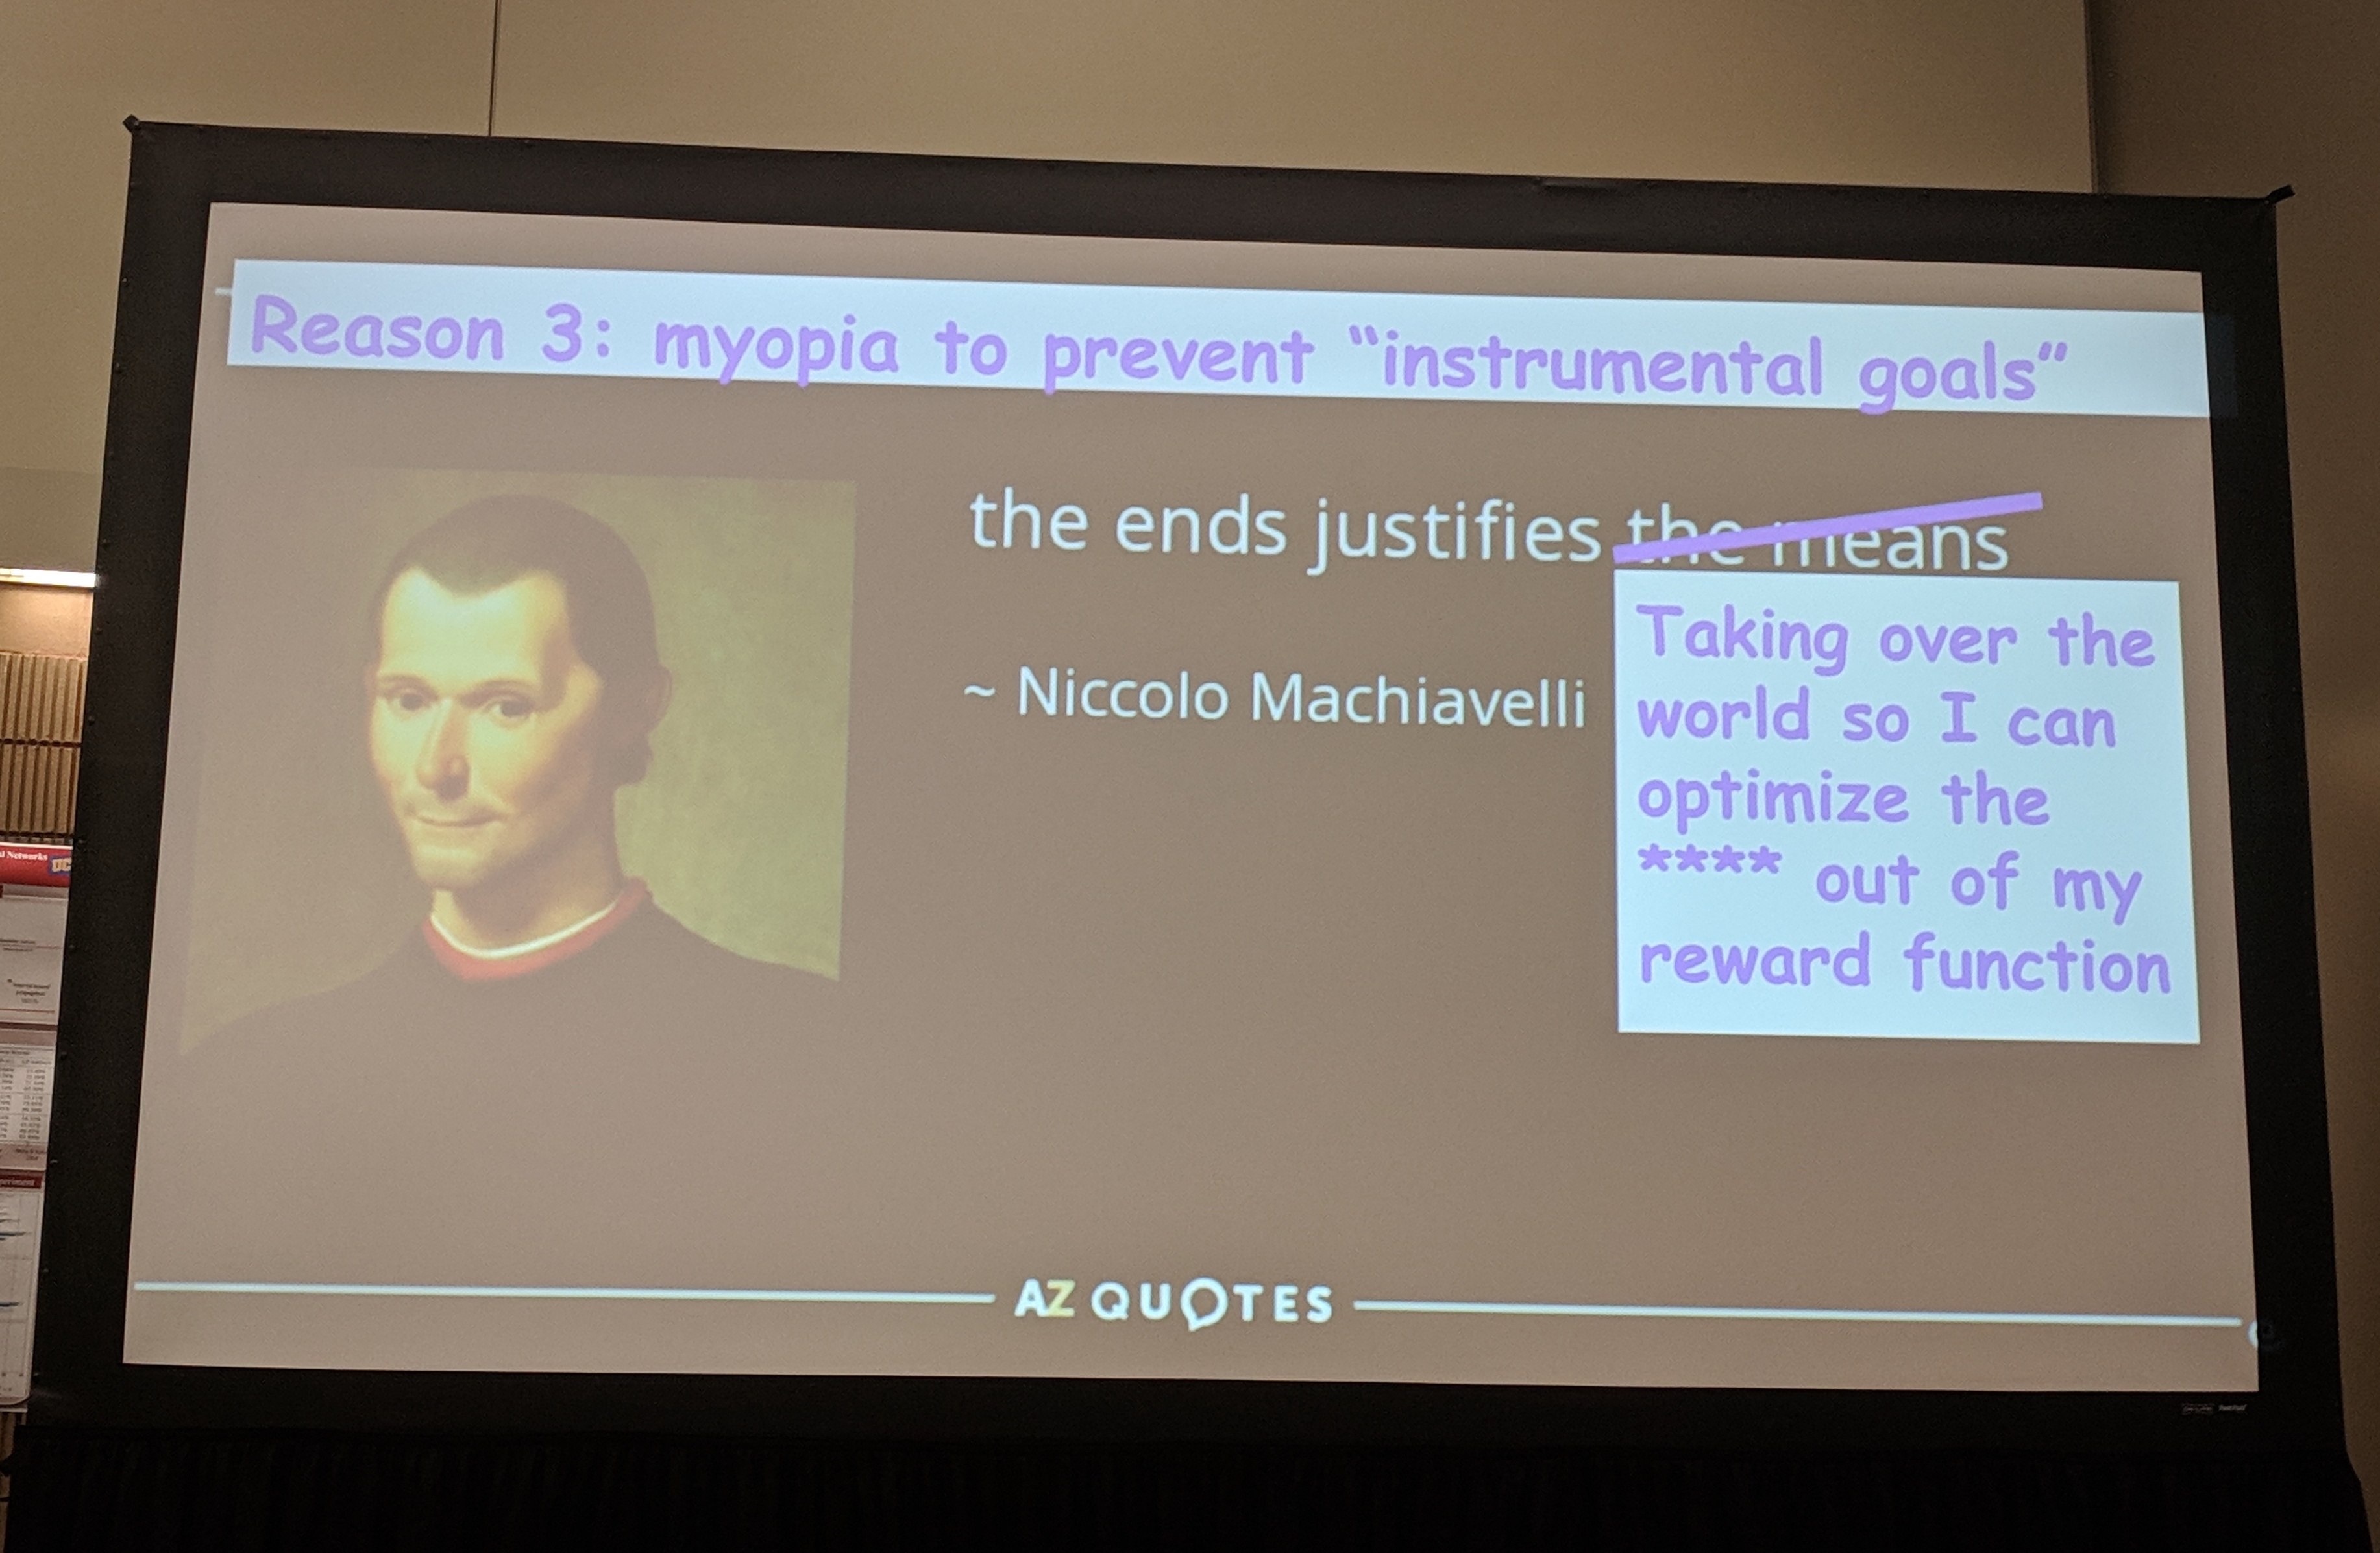 Reason 3: myopia to prevent “instrumental goals”
the ends justifies the means
~ Niccolo Machiavelli
Taking over the
world so I can
optimize the
**** out of my
reward function
AZ QUOTES
Networks